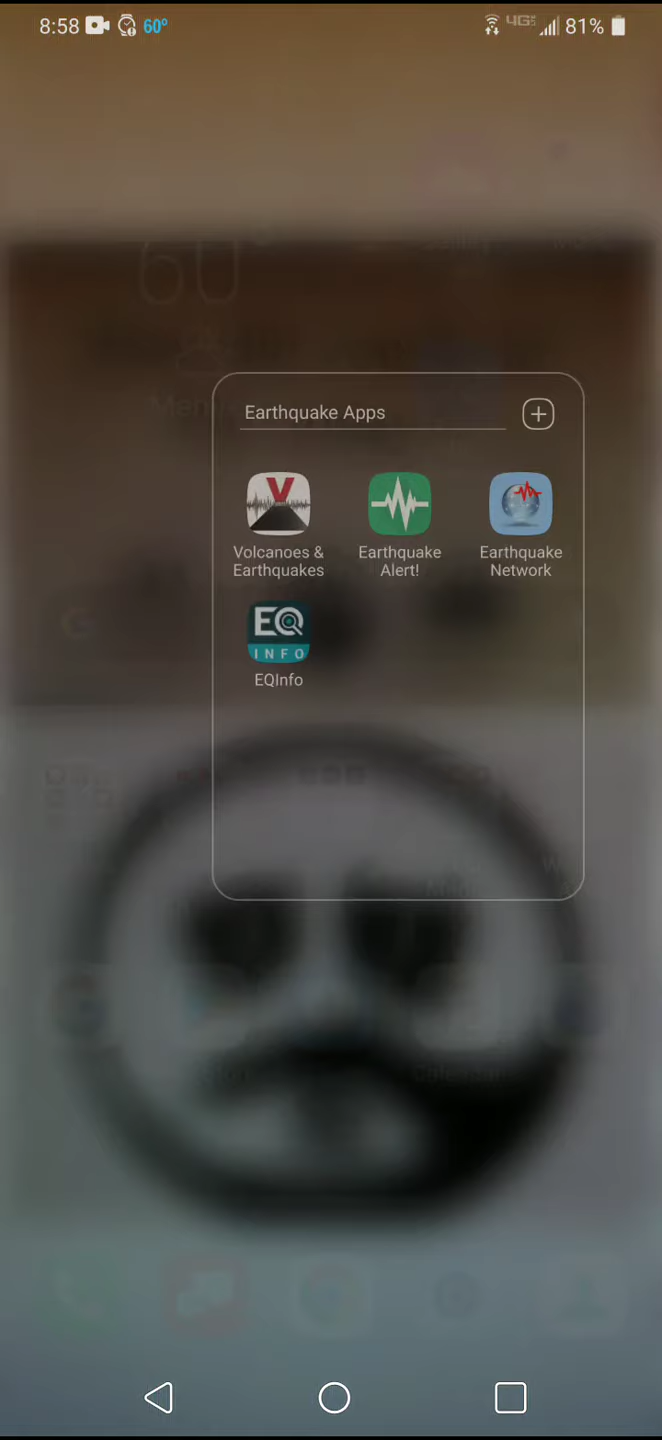 8:58 60° 4G 81%
Earthquake Apps
V
Volcanoes &
Earthquakes
Earthquake
Alert!
Earthquake
Network
EQ
INFO
EQInfo